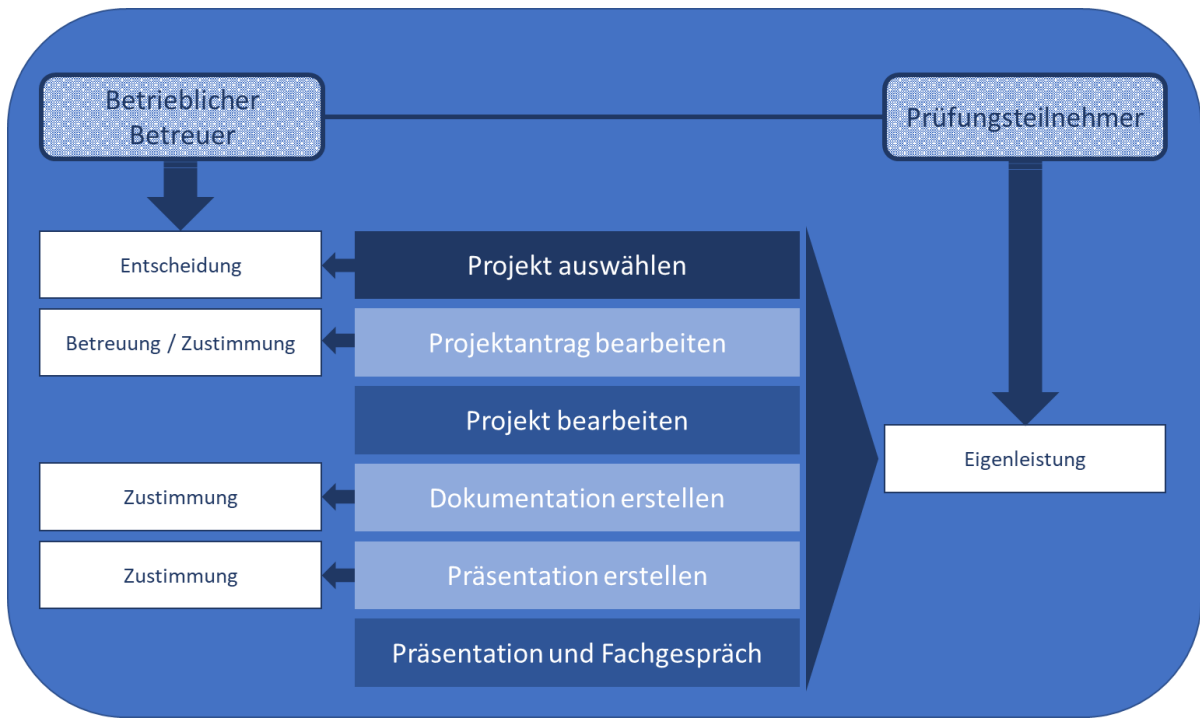 Betrieblicher
Betreuer
Prüfungsteilnehmer
Entscheidung
Projekt auswählen
Betreuung / Zustimmung
Projektantrag bearbeiten
Projekt bearbeiten
Eigenleistung
Zustimmung
Dokumentation erstellen
Zustimmung
Präsentation erstellen
Präsentation und Fachgespräch